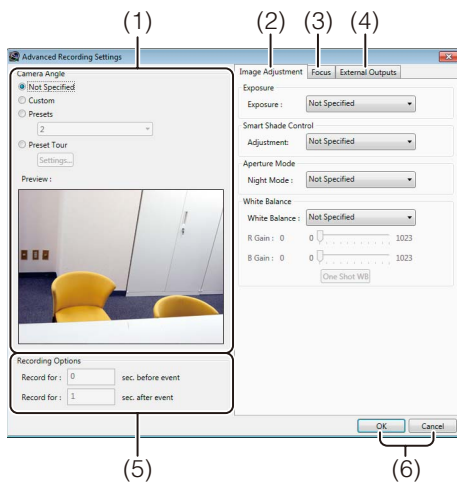 (1)
(2)
(3)
(4)
Advanced Recording Settings
Camera Angle
Not Specified
Custom
Presets
2
Preset Tour
Settings...
Preview :
Recording Options
Record for : 0 sec. before event
Record for : 1 sec. after event
Image Adjustment Focus External Outputs
Exposure
Exposure : Not Specified
Smart Shade Control
Adjustment: Not Specified
Aperture Mode
Night Mode : Not Specified
White Balance
White Balance : Not Specified
R Gain : 0 0 1023
B Gain : 0 0 1023
One Shot WB
OK Cancel
(5)
(6)